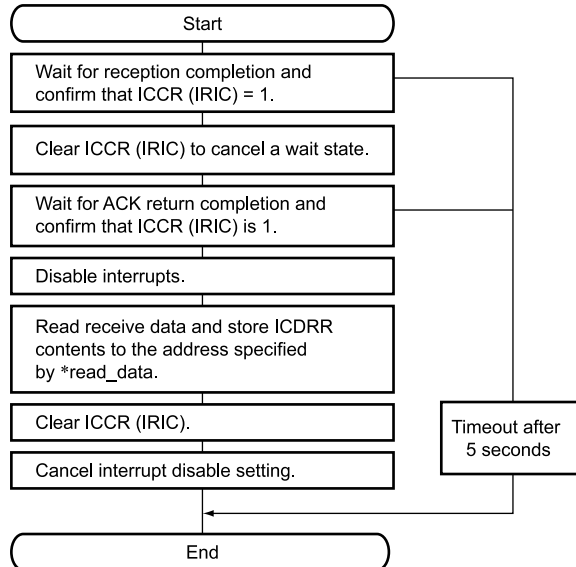 Start
Wait for reception completion and
confirm that ICCR (IRIC) = 1.
Clear ICCR (IRIC) to cancel a wait state.
Wait for ACK return completion and
confirm that ICCR (IRIC) is 1.
Disable interrupts.
Read receive data and store ICDRR
contents to the address specified
by *read_data.
Clear ICCR (IRIC).
Cancel interrupt disable setting.
Timeout after
5 seconds
End